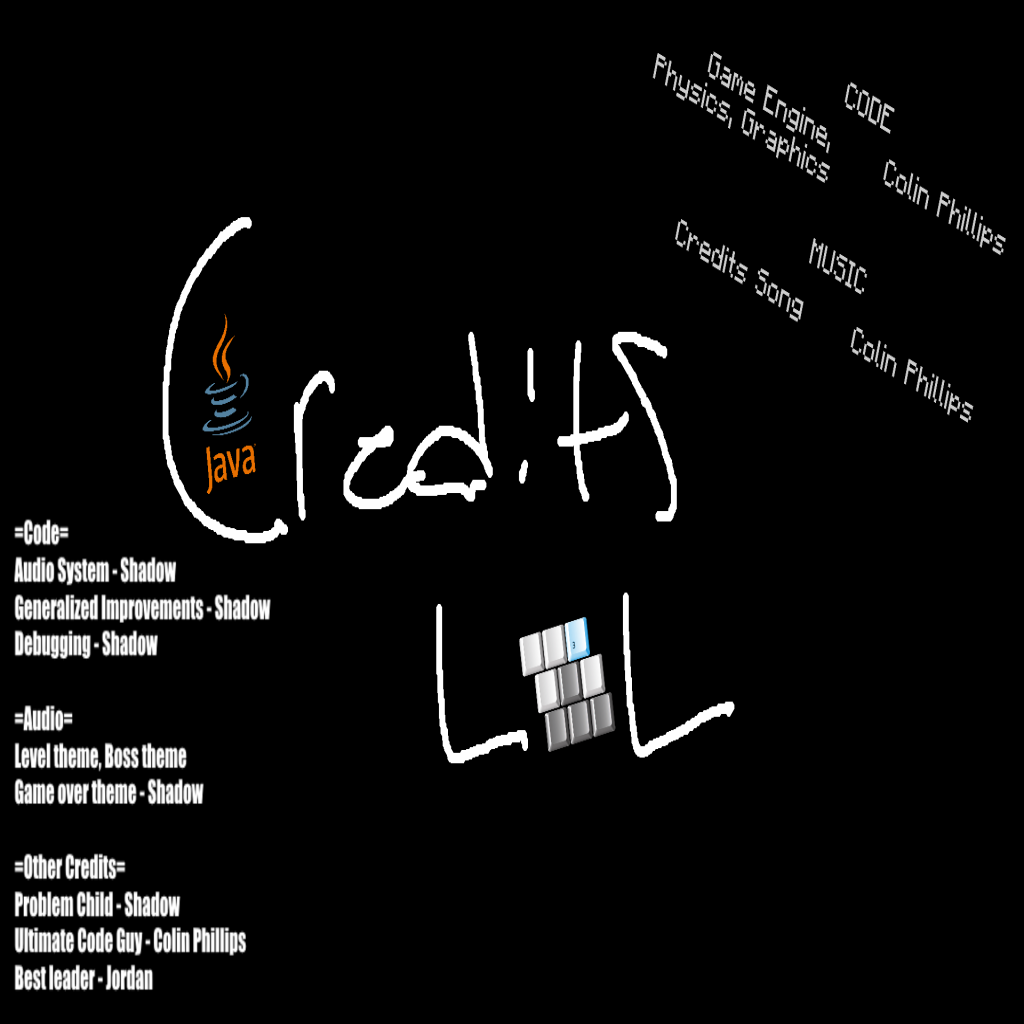 CODE
Game Engine,
Physics, Graphics
Colin Phillips
MUSIC
Credits Song
Colin Phillips
Credits
Java
L L
3
=Code=
Audio System - Shadow
Generalized Improvements - Shadow
Debugging - Shadow
=Audio=
Level theme, Boss theme
Game over theme - Shadow
=Other Credits=
Problem Child - Shadow
Ultimate Code Guy - Colin Phillips
Best leader - Jordan